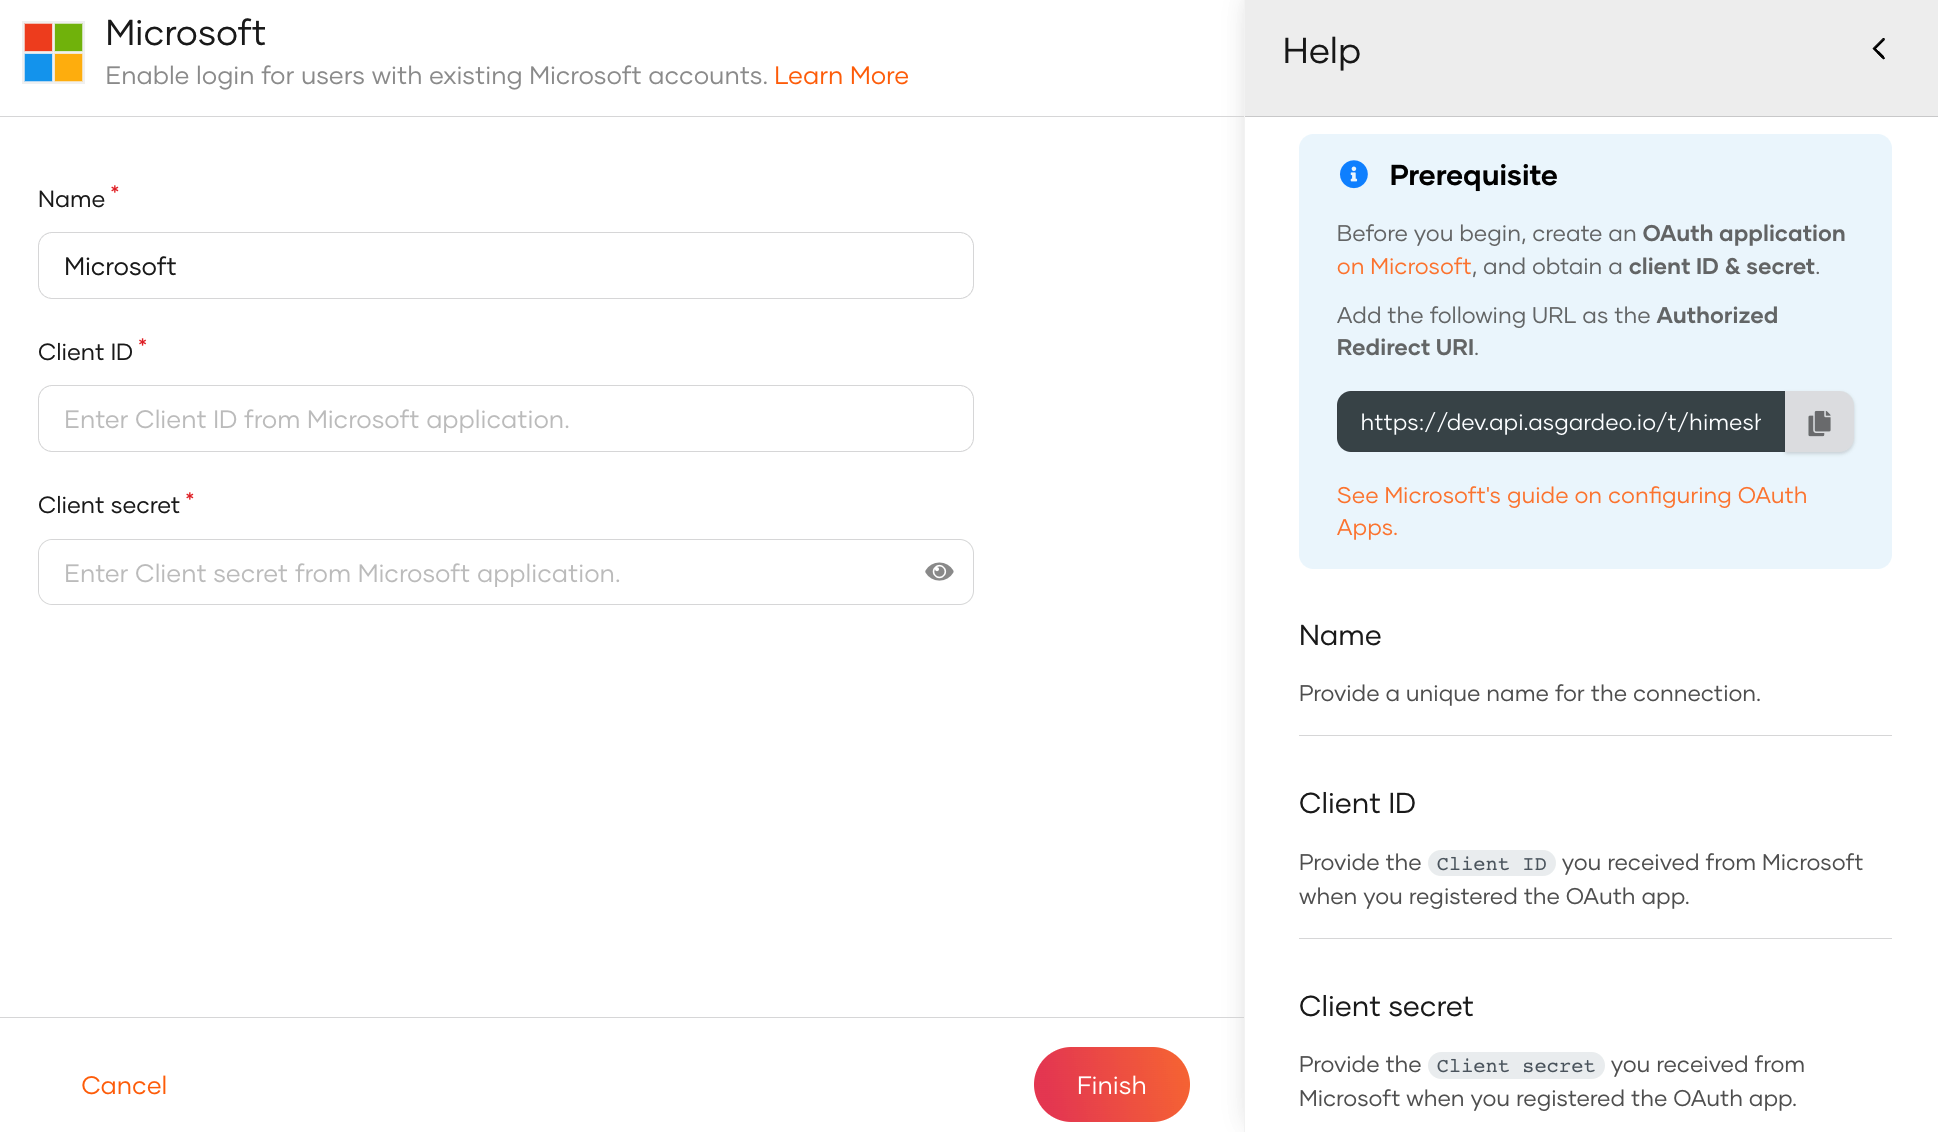 Microsoft
Enable login for users with existing Microsoft accounts. Learn More
Name *
Microsoft
Client ID *
Enter Client ID from Microsoft application.
Client secret *
Enter Client secret from Microsoft application.
Cancel
Finish
Help
Prerequisite
Before you begin, create an OAuth application
on Microsoft, and obtain a client ID & secret.
Add the following URL as the Authorized
Redirect URI.
https://dev.api.asgardeo.io/t/himesh
See Microsoft's guide on configuring OAuth
Apps.
Name
Provide a unique name for the connection.
Client ID
Provide the Client ID you received from Microsoft
when you registered the OAuth app.
Client secret
Provide the Client secret you received from
Microsoft when you registered the OAuth app.